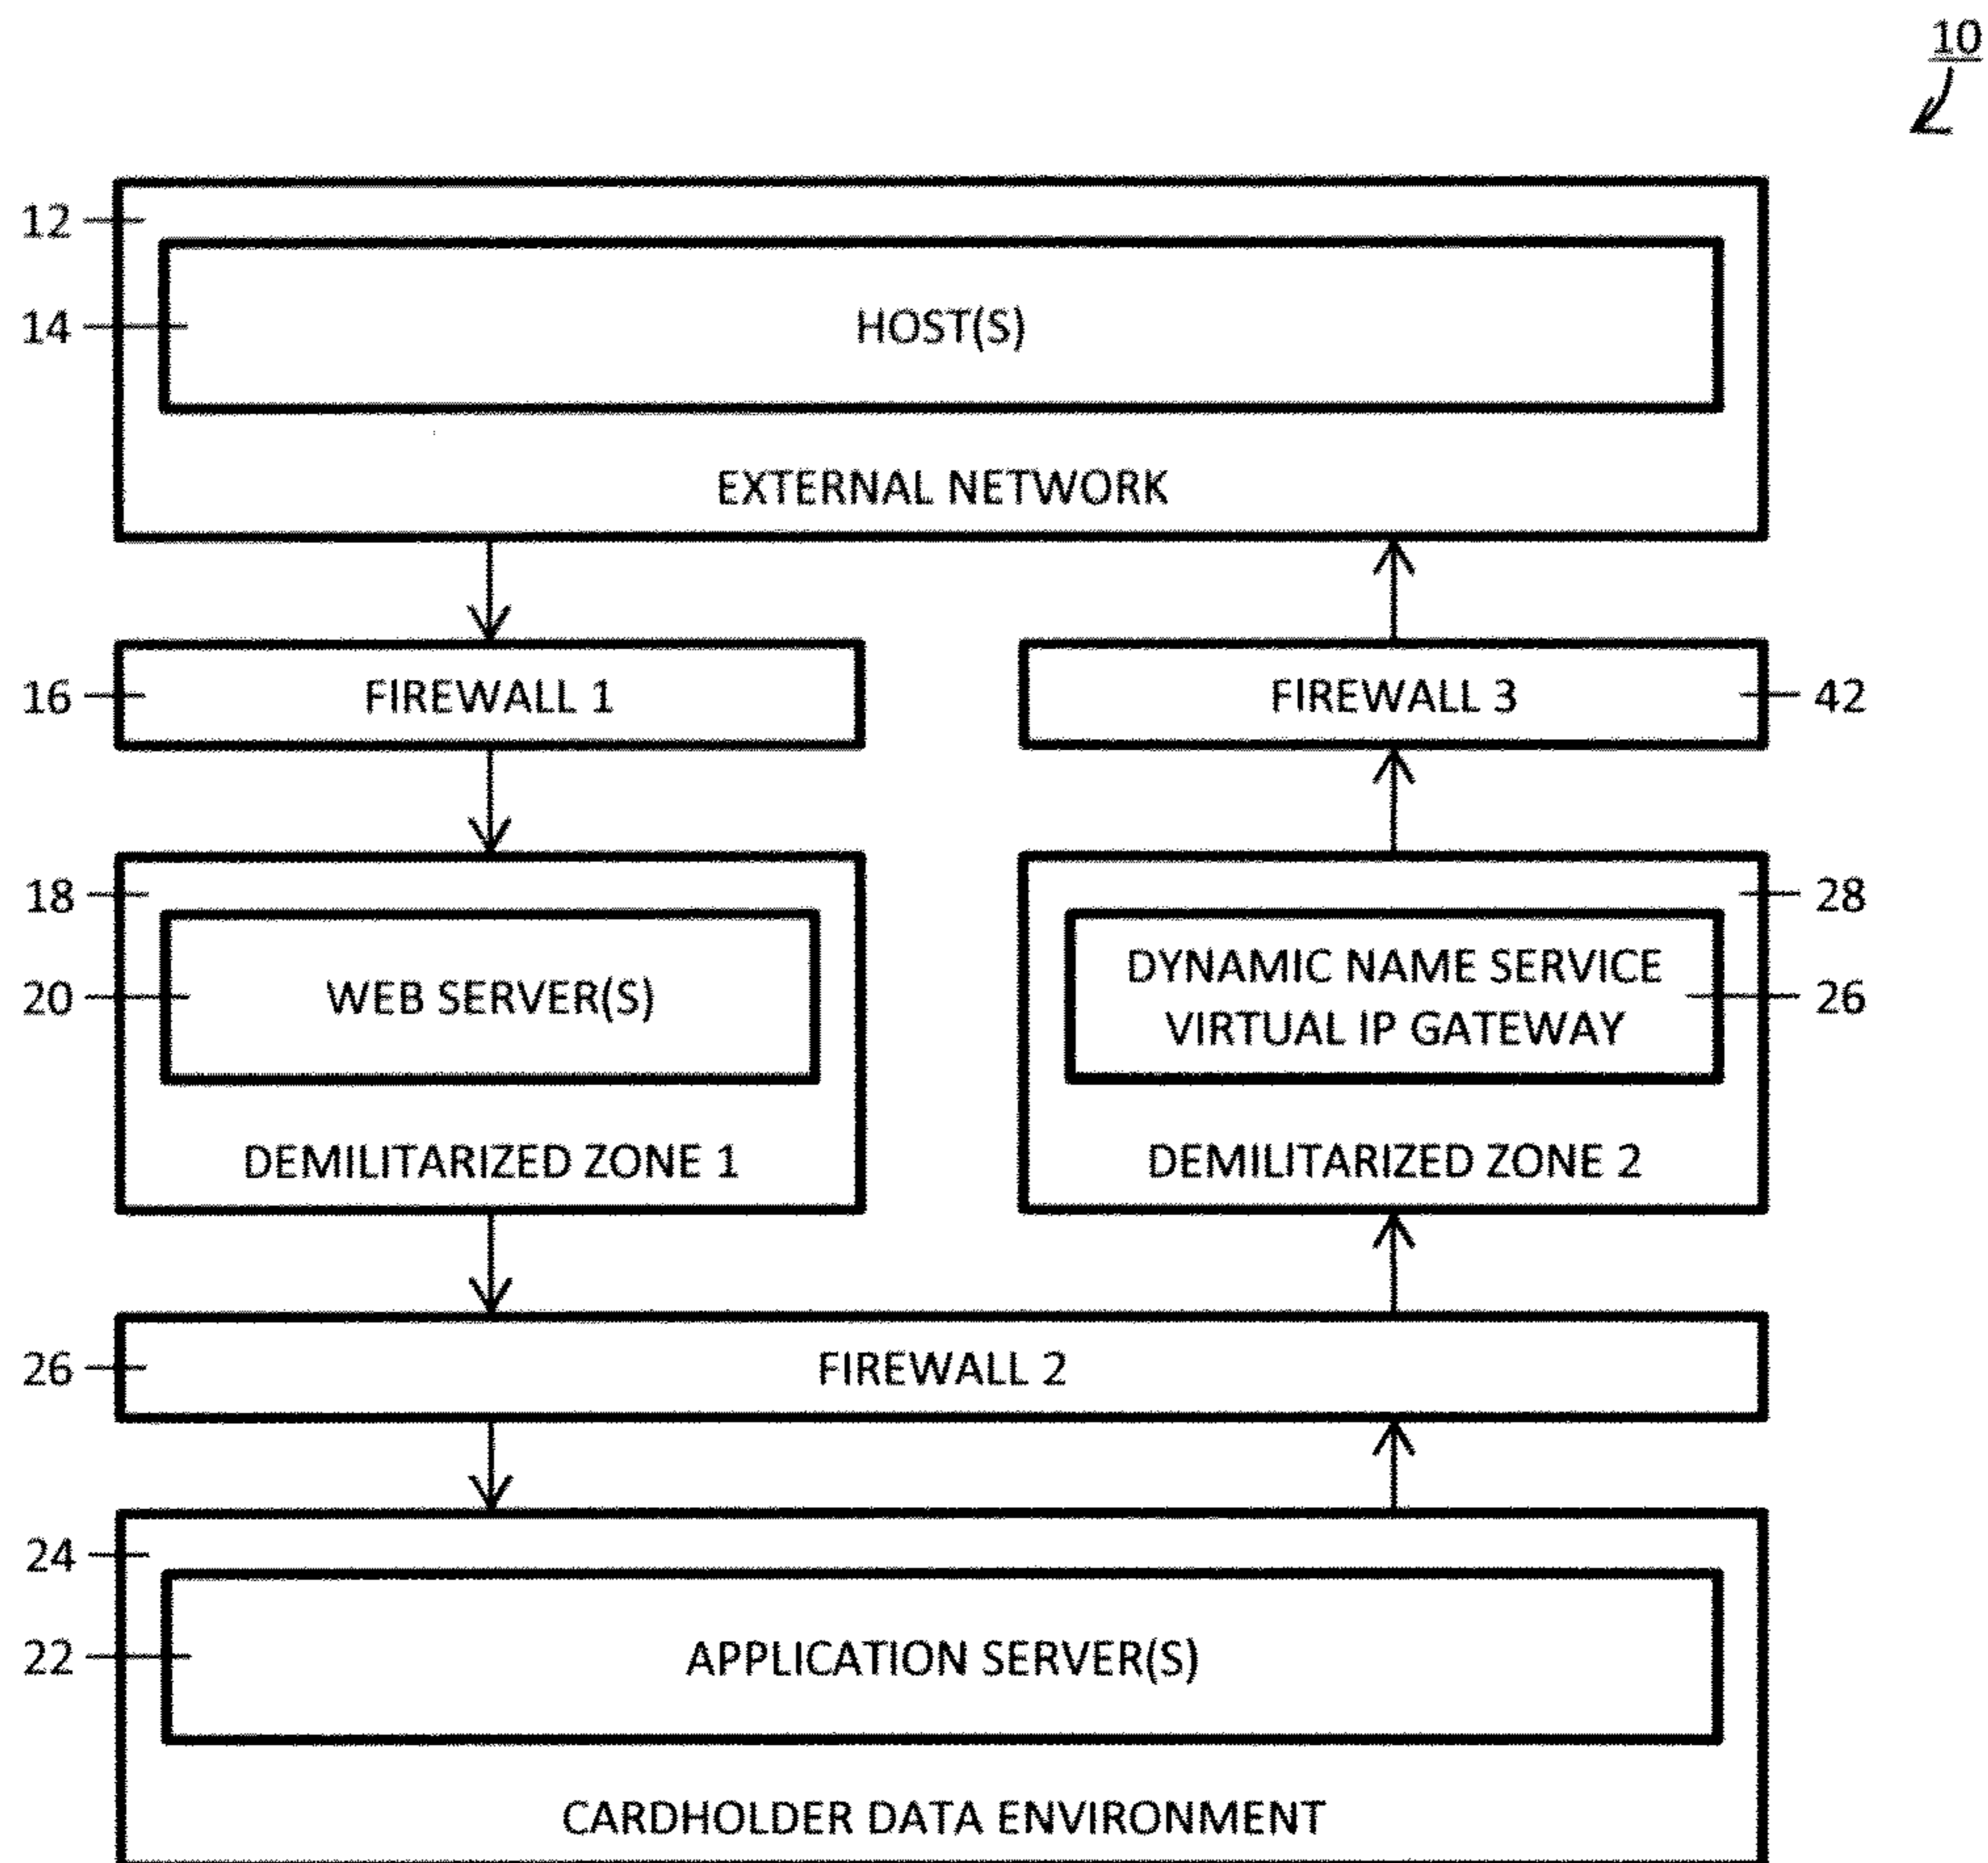 10
12
14
HOST(S)
EXTERNAL NETWORK
16
FIREWALL 1
FIREWALL 3
42
18
28
20
WEB SERVER(S)
DYNAMIC NAME SERVICE
VIRTUAL IP GATEWAY
26
DEMILITARIZED ZONE 1
DEMILITARIZED ZONE 2
26
FIREWALL 2
24
22
APPLICATION SERVER(S)
CARDHOLDER DATA ENVIRONMENT